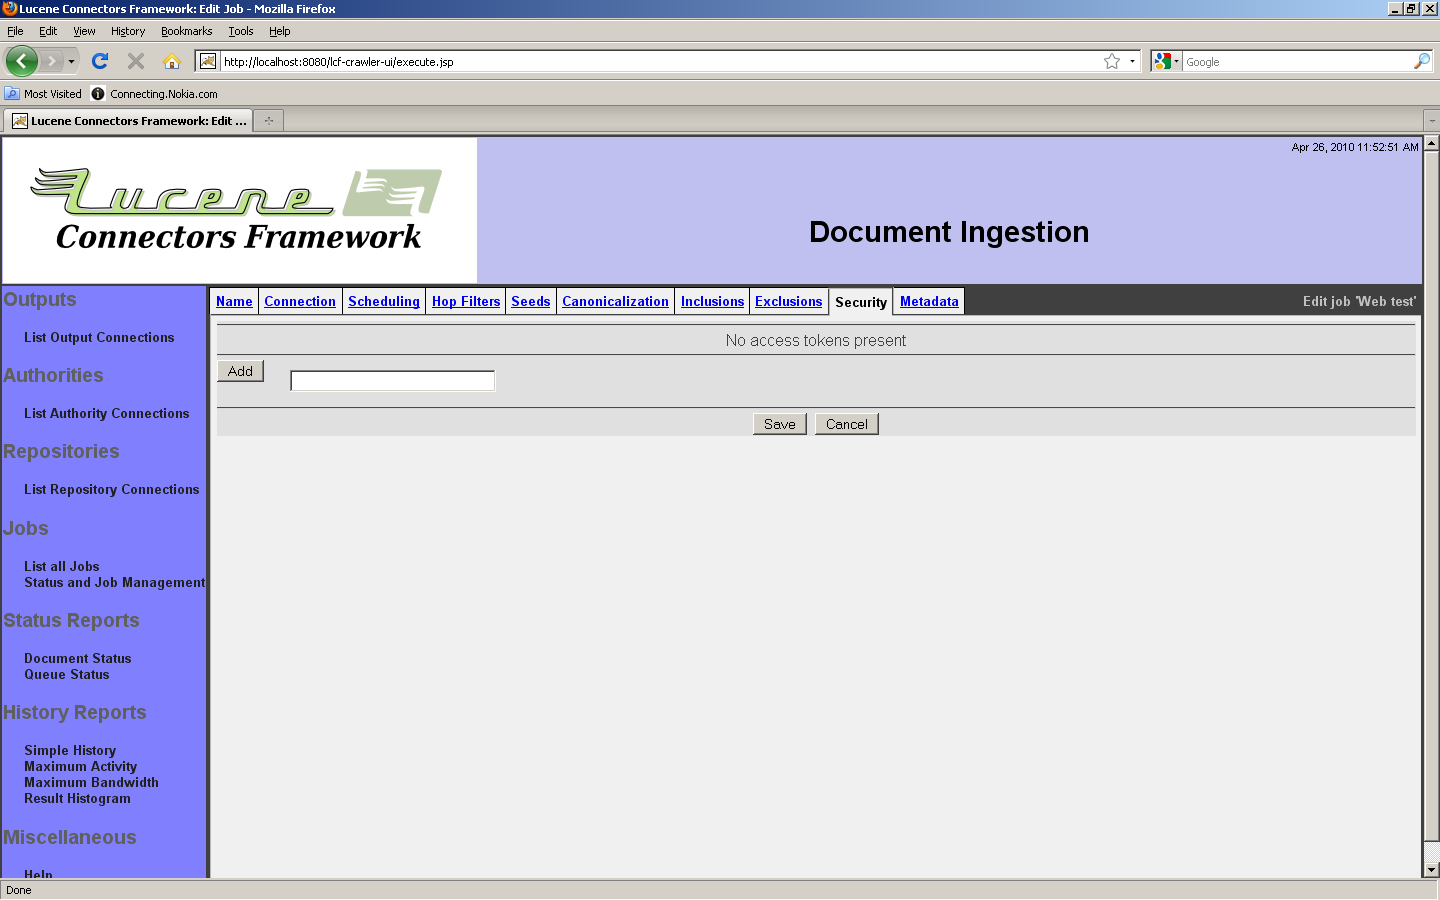 Lucene Connectors Framework: Edit Job - Mozilla Firefox
File Edit View History Bookmarks Tools Help
http://localhost:8080/lcf-crawler-ui/execute.jsp
Google
Most Visited Connecting.Nokia.com
Lucene Connectors Framework: Edit ...
Apr 26, 2010 11:52:51 AM
Lucene
Connectors Framework
Document Ingestion
Name Connection Scheduling Hop Filters Seeds Canonicalization Inclusions Exclusions Security Metadata
Edit job 'Web test'
Outputs
List Output Connections
Authorities
List Authority Connections
Repositories
List Repository Connections
Jobs
List all Jobs
Status and Job Management
Status Reports
Document Status
Queue Status
History Reports
Simple History
Maximum Activity
Maximum Bandwidth
Result Histogram
Miscellaneous
Help
No access tokens present
Add
Save Cancel
Done